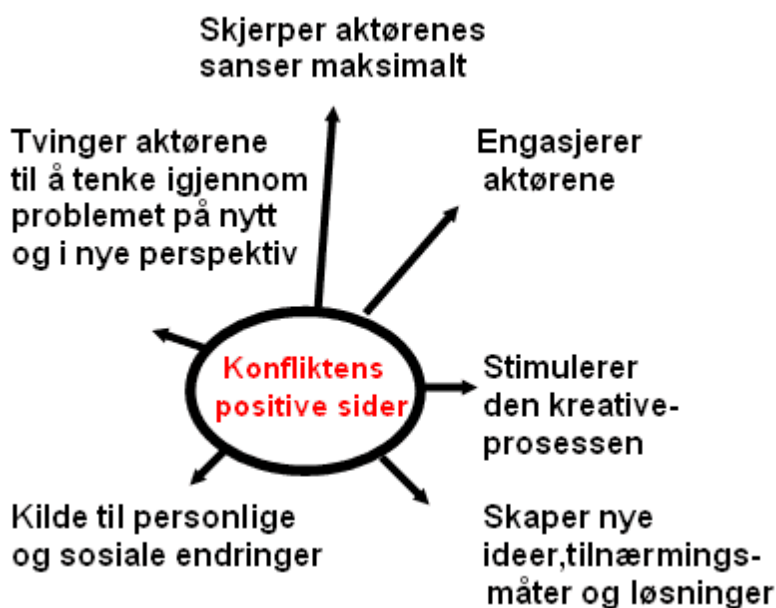 Skjerper aktørenes
sanser maksimalt
Tvinger aktørene
til å tenke igjennom
problemet på nytt
og i nye perspektiv
Engasjerer
aktørene
Konfliktens
positive sider
Stimulerer
den kreative-
prosessen
Kilde til personlige
og sosiale endringer
Skaper nye
ideer,tilnærmings-
måter og løsninger